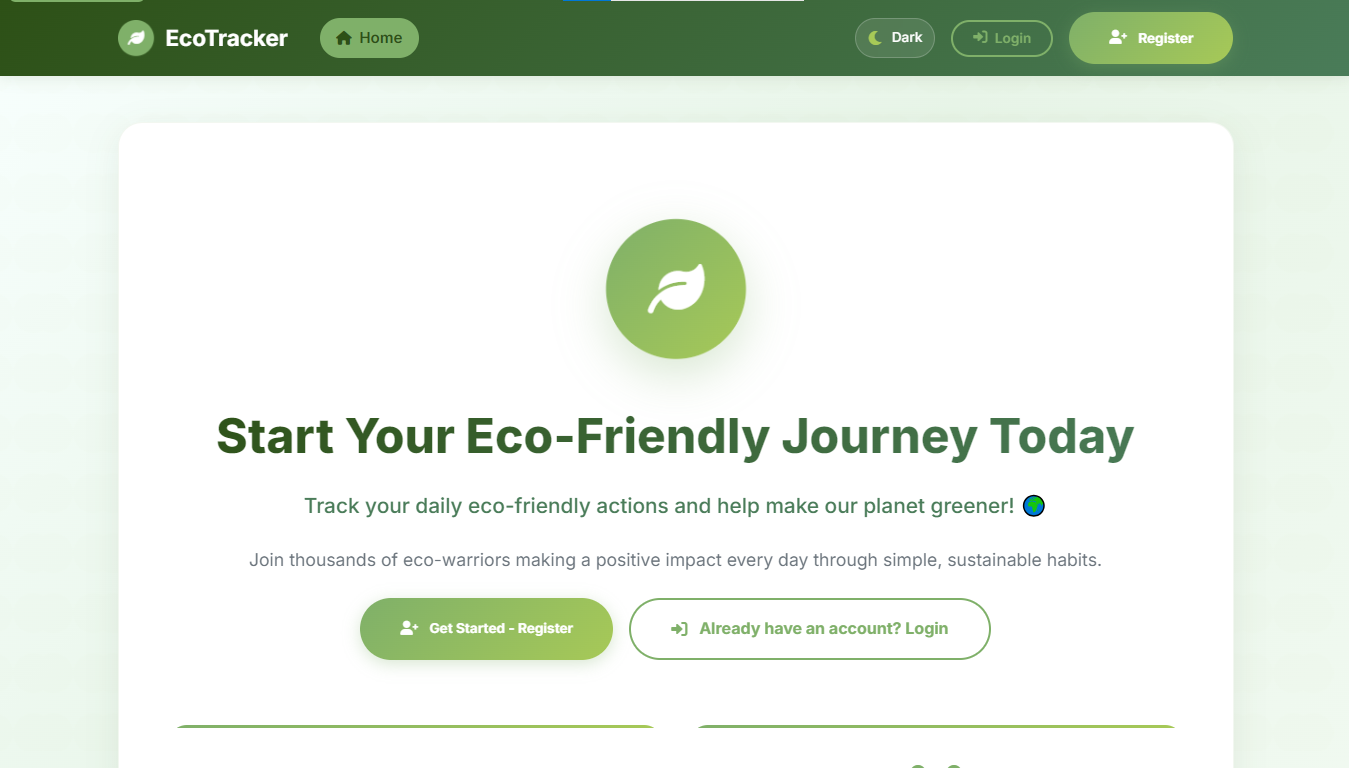 EcoTracker
Home
Dark
Login
Register
Start Your Eco-Friendly Journey Today
Track your daily eco-friendly actions and help make our planet greener! 🌍
Join thousands of eco-warriors making a positive impact every day through simple, sustainable habits.
Get Started - Register
Already have an account? Login